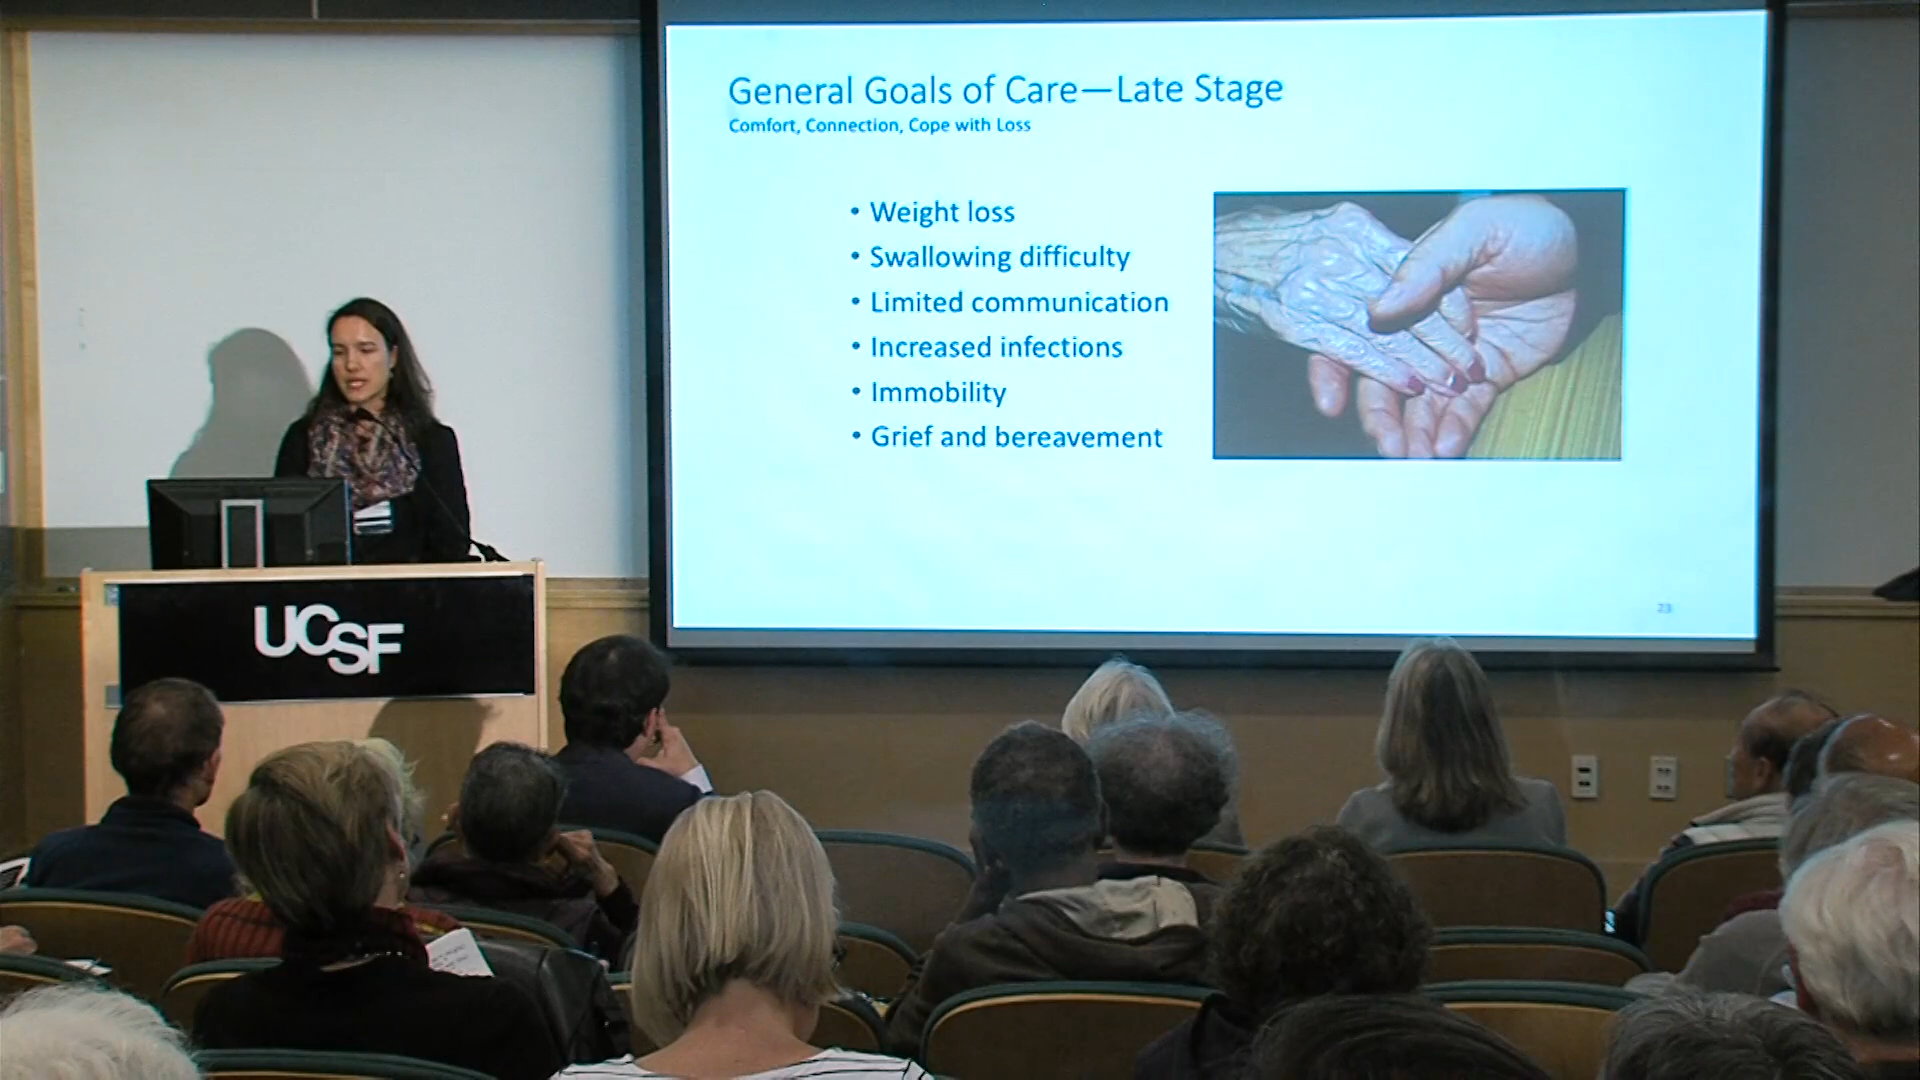 General Goals of Care—Late Stage
Comfort, Connection, Cope with Loss
• Weight loss
• Swallowing difficulty
• Limited communication
• Increased infections
• Immobility
• Grief and bereavement
23
UCSF